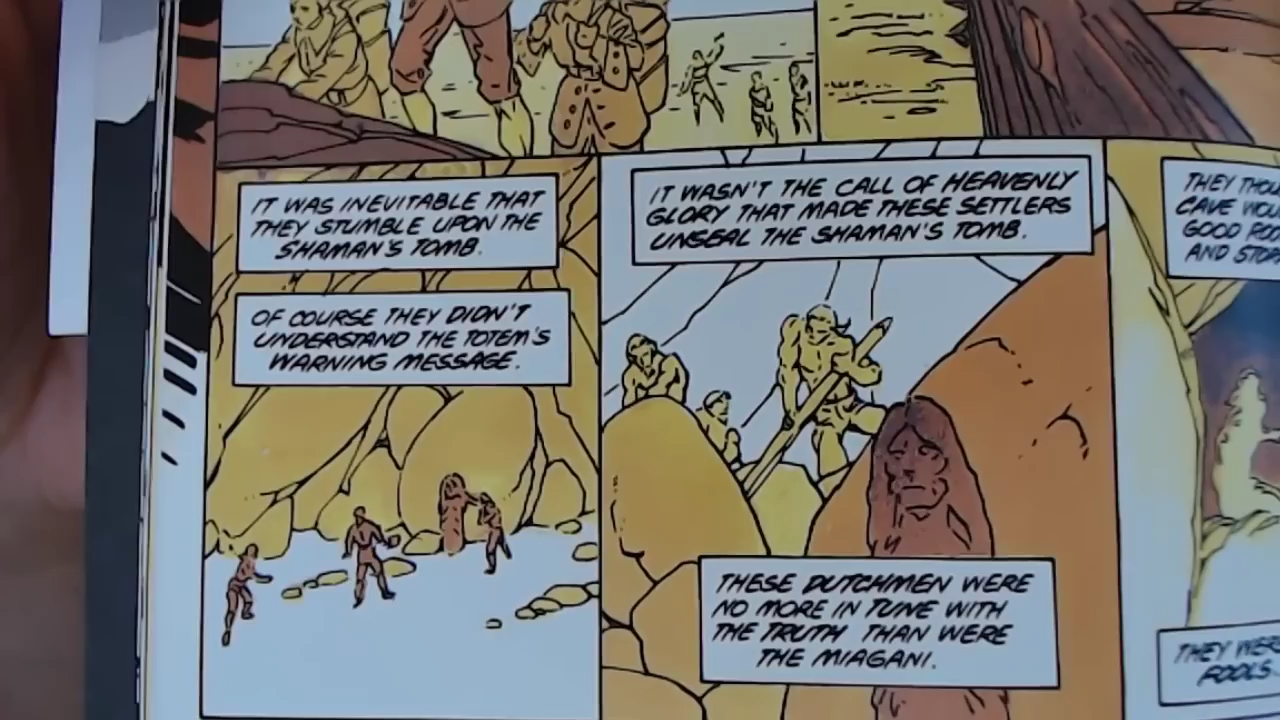 IT WAS INEVITABLE THAT
THEY STUMBLE UPON THE
SHAMAN'S TOMB.
OF COURSE THEY DIDN'T
UNDERSTAND THE TOTEM'S
WARNING MESSAGE.
IT WASN'T THE CALL OF HEAVENLY
GLORY THAT MADE THESE SETTLERS
UNSEAL THE SHAMAN'S TOMB.
THESE DUTCHMEN WERE
NO MORE IN TUNE WITH
THE TRUTH THAN WERE
THE MIAGANI.
THEY
CAVE
GOOD
AND
THEY
FOOLS